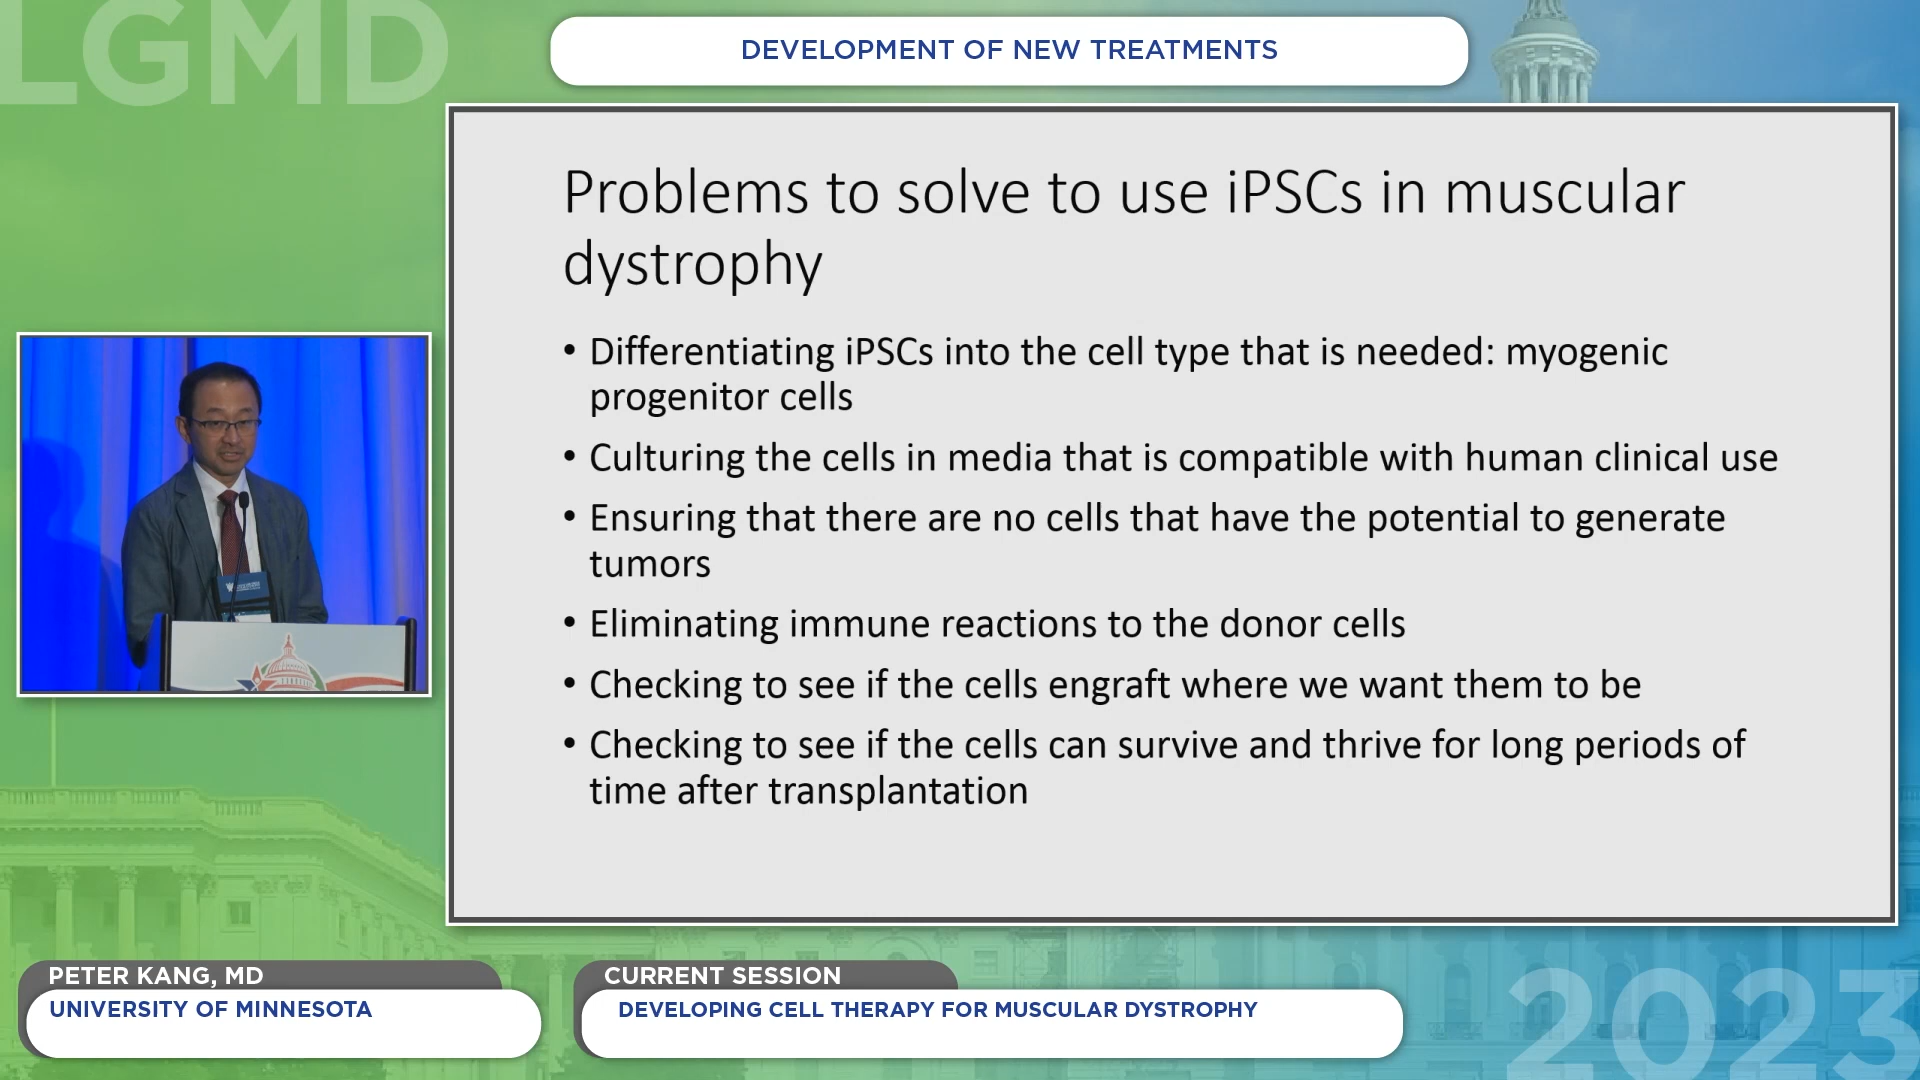 LGMD
DEVELOPMENT OF NEW TREATMENTS
Problems to solve to use iPSCs in muscular
dystrophy
• Differentiating iPSCs into the cell type that is needed: myogenic
progenitor cells
• Culturing the cells in media that is compatible with human clinical use
• Ensuring that there are no cells that have the potential to generate
tumors
• Eliminating immune reactions to the donor cells
• Checking to see if the cells engraft where we want them to be
• Checking to see if the cells can survive and thrive for long periods of
time after transplantation
PETER KANG, MD
UNIVERSITY OF MINNESOTA
CURRENT SESSION
DEVELOPING CELL THERAPY FOR MUSCULAR DYSTROPHY
2023